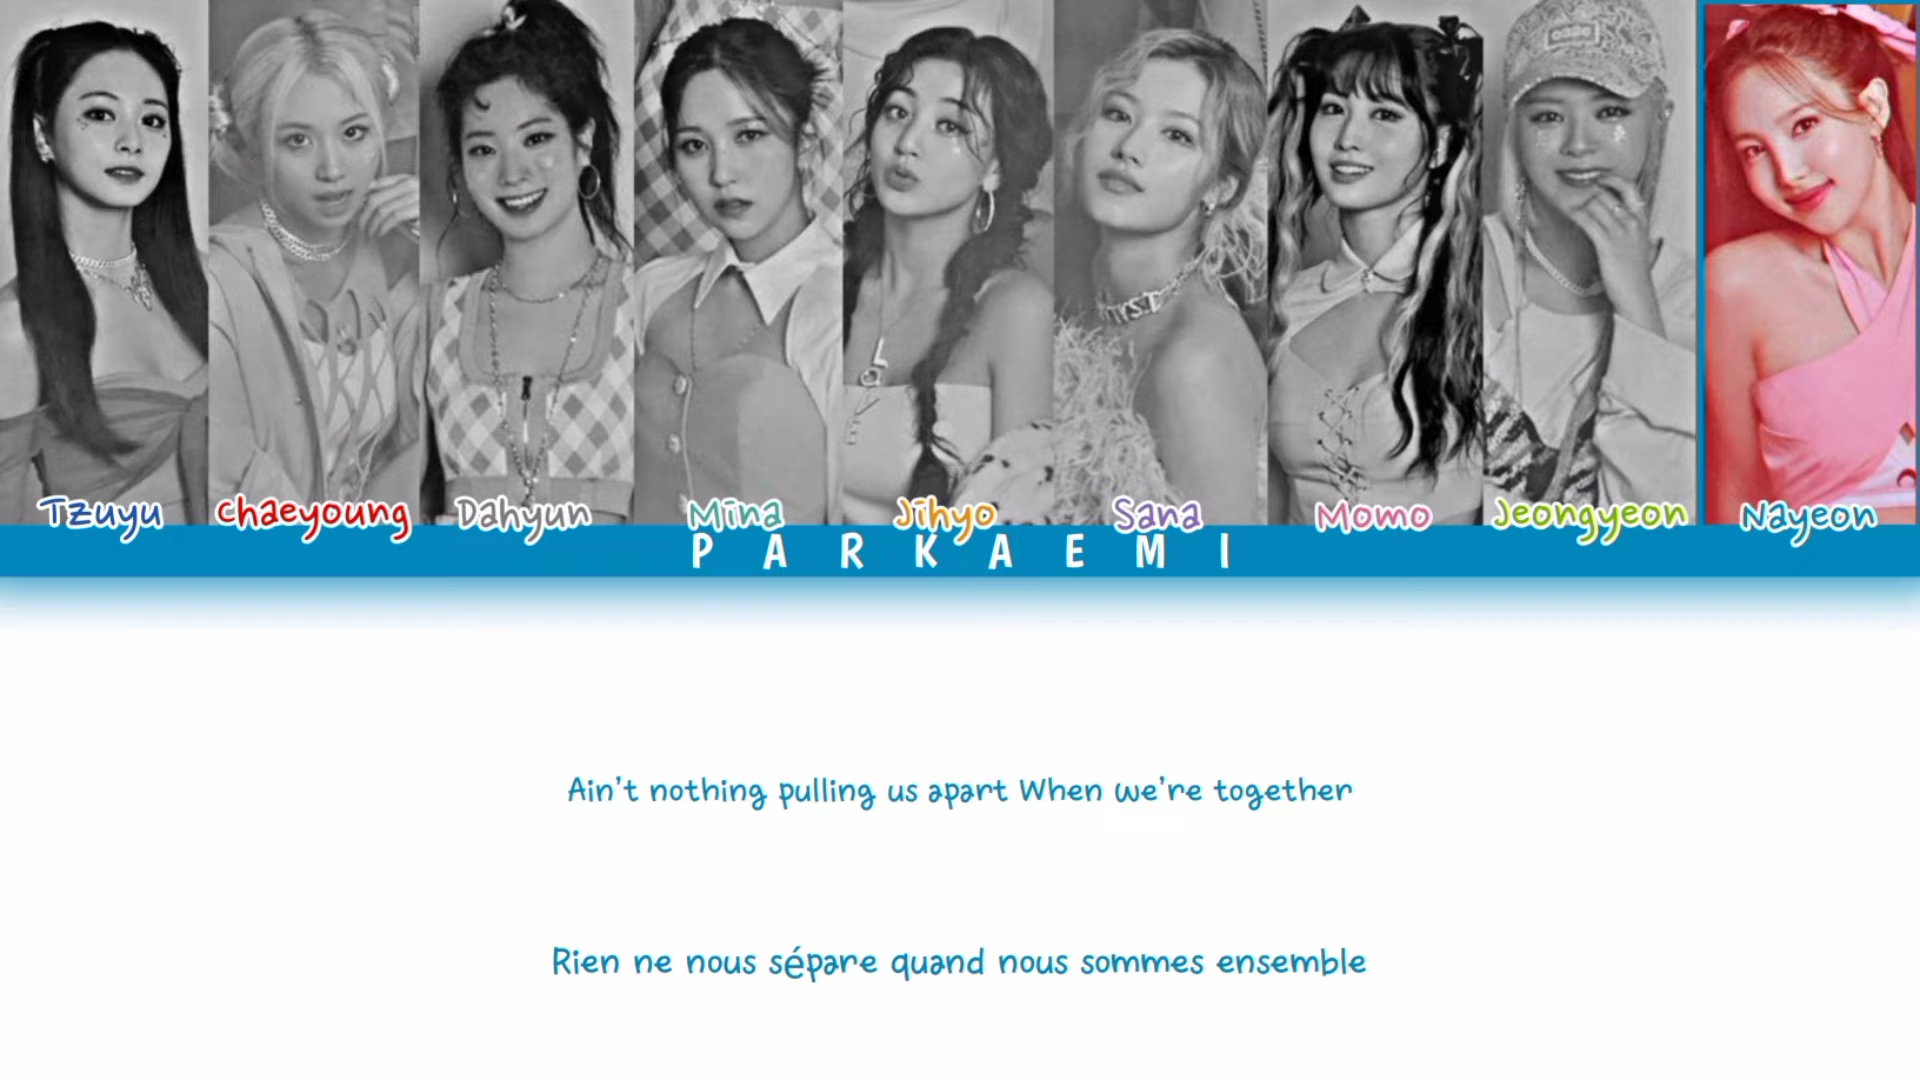 Tzuyu Chaeyoung Dahyun Mina Jihyo Sana Momo Jeongyeon Nayeon
PARKAEMI
Ain't nothing pulling us apart When we're together
Rien ne nous sépare quand nous sommes ensemble